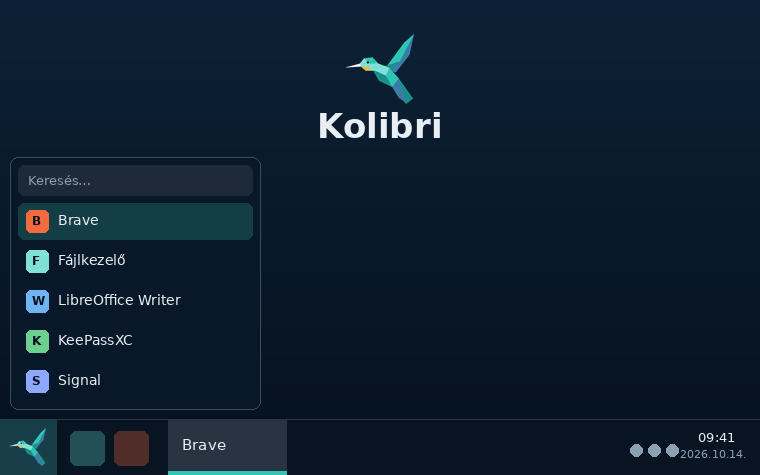 Kolibri
Keresés...
B Brave
F Fájlkezelő
W LibreOffice Writer
K KeePassXC
S Signal
Brave
09:41
2026.10.14.